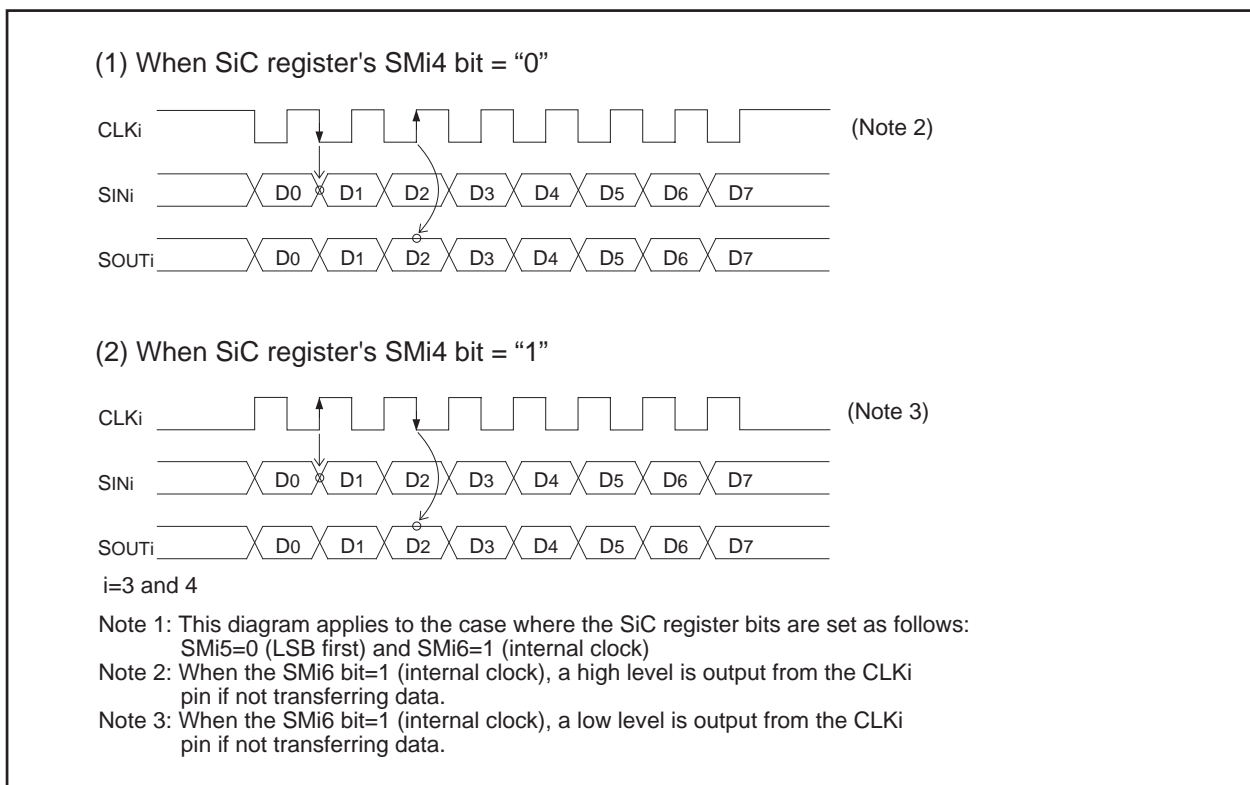 (1) When SiC register's SMi4 bit = “0”
CLKi
(Note 2)
SINi D0 D1 D2 D3 D4 D5 D6 D7
SOUTi D0 D1 D2 D3 D4 D5 D6 D7
(2) When SiC register's SMi4 bit = “1”
CLKi
(Note 3)
SINi D0 D1 D2 D3 D4 D5 D6 D7
SOUTi D0 D1 D2 D3 D4 D5 D6 D7
i=3 and 4
Note 1: This diagram applies to the case where the SiC register bits are set as follows:
SMi5=0 (LSB first) and SMi6=1 (internal clock)
Note 2: When the SMi6 bit=1 (internal clock), a high level is output from the CLKi
pin if not transferring data.
Note 3: When the SMi6 bit=1 (internal clock), a low level is output from the CLKi
pin if not transferring data.